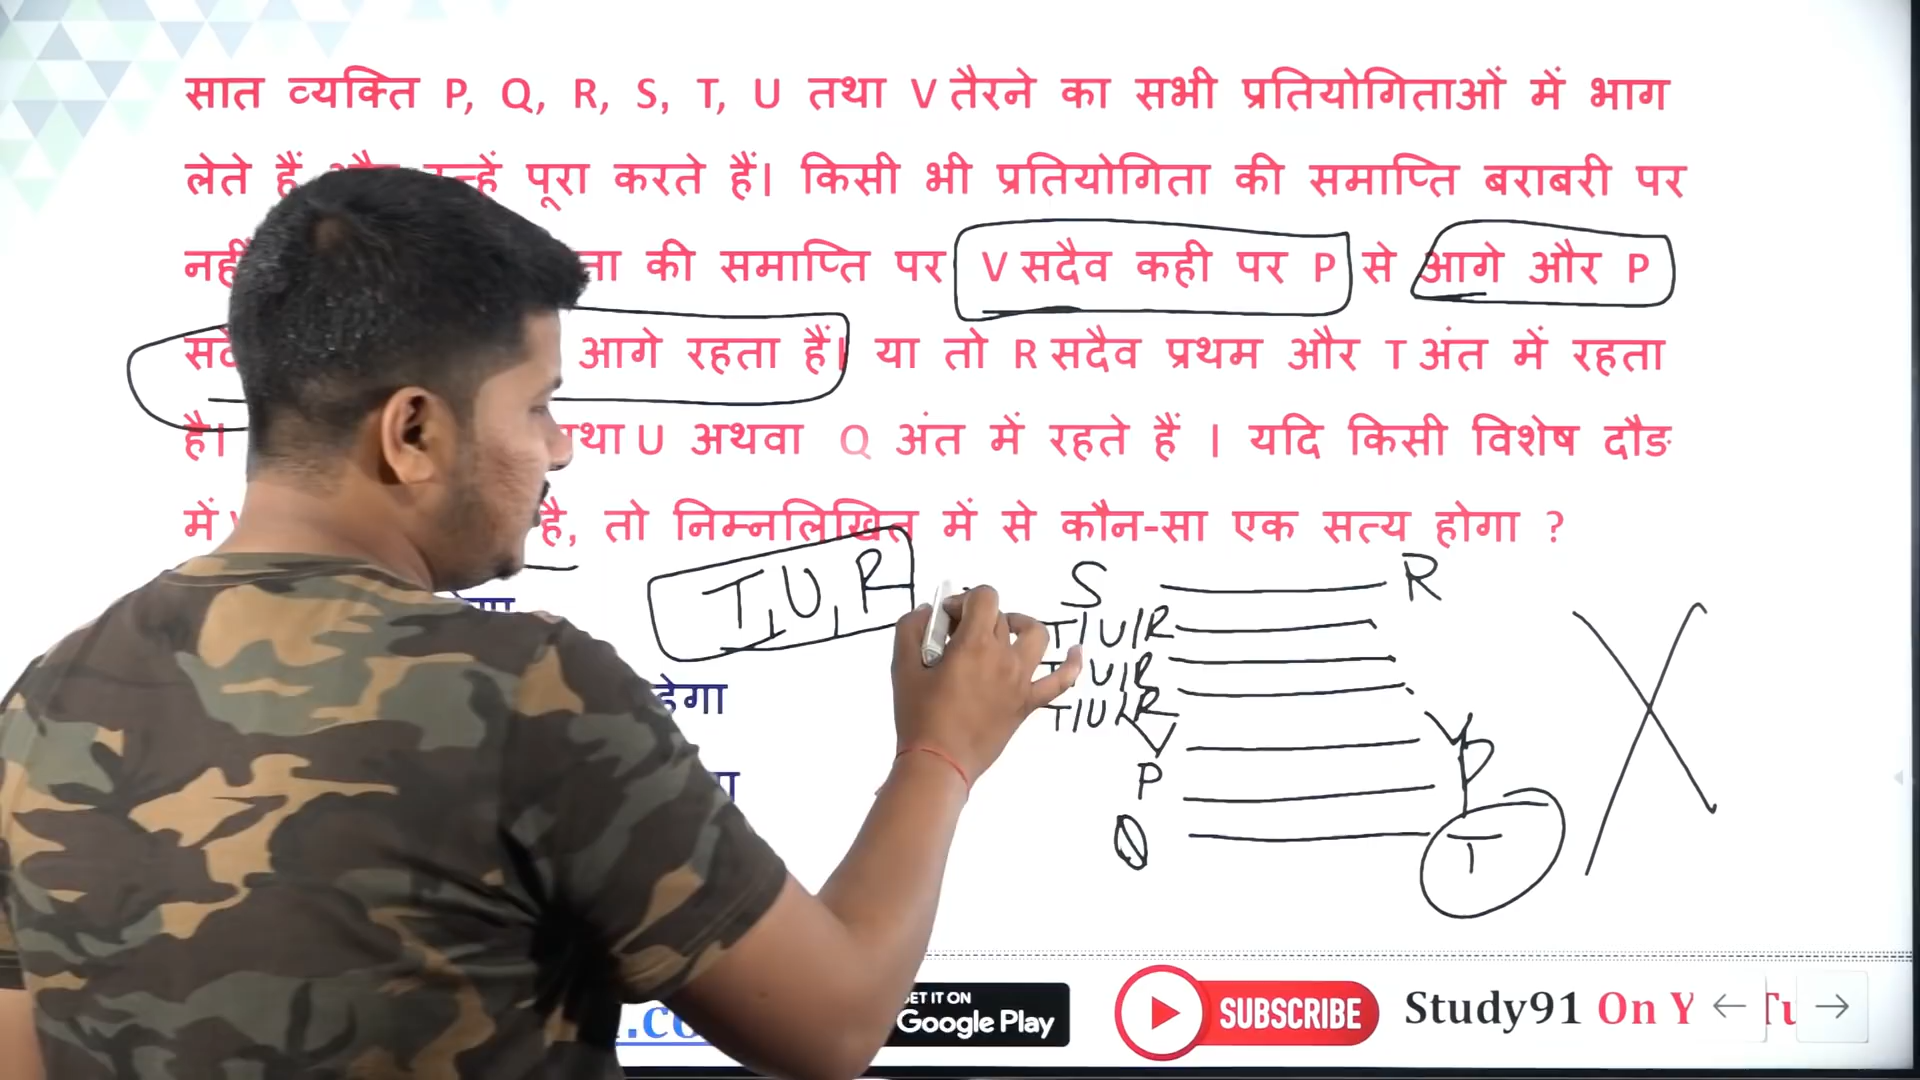 सात व्यक्ति P, Q, R, S, T, U तथा V तैरने का सभी प्रतियोगिताओं में भाग
लेते हैं उन्हें पूरा करते हैं। किसी भी प्रतियोगिता की समाप्ति बराबरी पर
की समाप्ति पर V सदैव कही पर P से आगे और P
आगे रहता हैं। या तो R सदैव प्रथम और T अंत में रहता
है। तथा U अथवा Q अंत में रहते हैं । यदि किसी विशेष दौड
में है, तो निम्नलिखित में से कौन-सा एक सत्य होगा ?
T, U, R
S R
T/U/R
U/R
T/U/R
V V
P P
Q T
GET IT ON
Google Play
SUBSCRIBE
Study91 On Y Tu